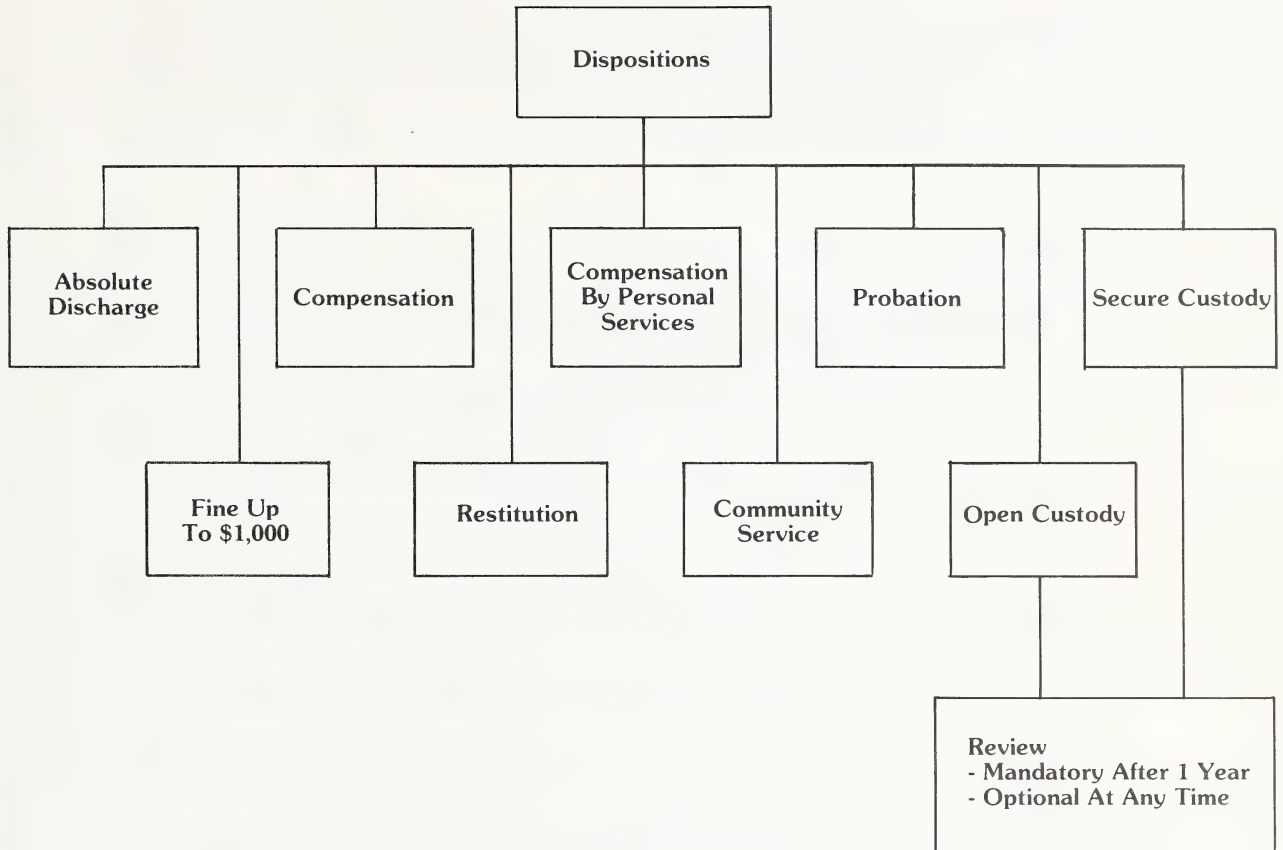 Dispositions
Absolute
Discharge
Compensation
Compensation
By Personal
Services
Probation
Secure Custody
Fine Up
To $1,000
Restitution
Community
Service
Open Custody
Review
- Mandatory After 1 Year
- Optional At Any Time